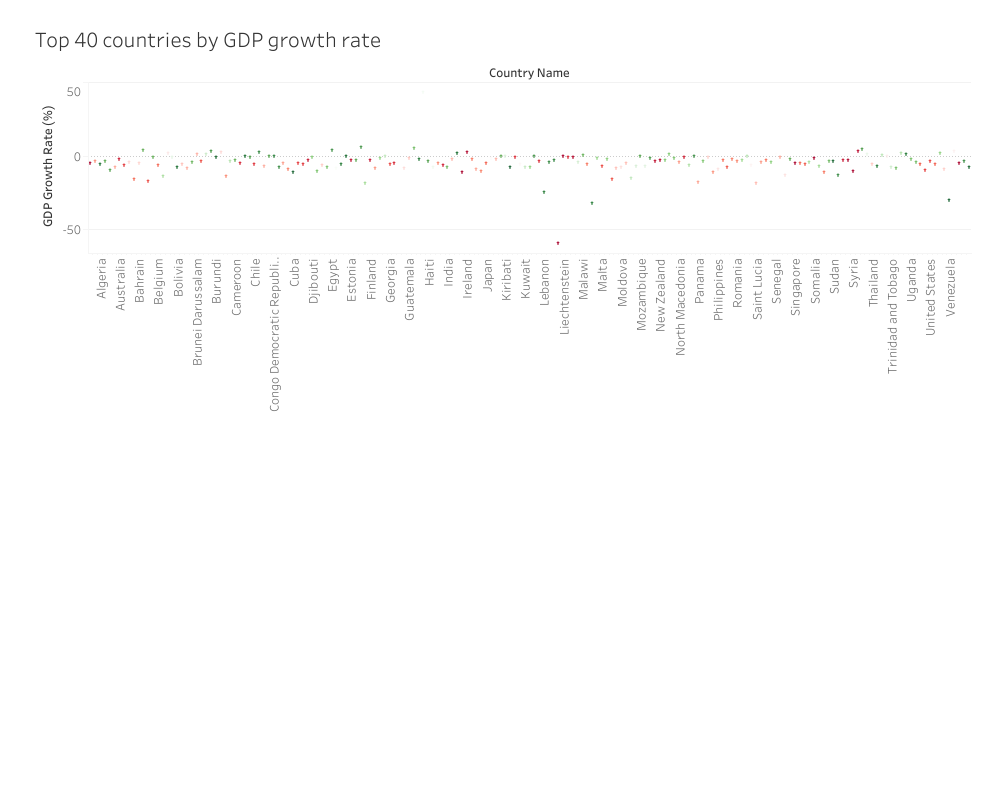 Top 40 countries by GDP growth rate
Country Name
GDP Growth Rate (%)
50
0
-50
Algeria
Australia
Bahrain
Belgium
Bolivia
Brunei Darussalam
Burundi
Cameroon
Chile
Congo Democratic Republi..
Cuba
Djibouti
Egypt
Estonia
Finland
Georgia
Guatemala
Haiti
India
Ireland
Japan
Kiribati
Kuwait
Lebanon
Liechtenstein
Malawi
Malta
Moldova
Mozambique
New Zealand
North Macedonia
Panama
Philippines
Romania
Saint Lucia
Senegal
Singapore
Somalia
Sudan
Syria
Thailand
Trinidad and Tobago
Uganda
United States
Venezuela